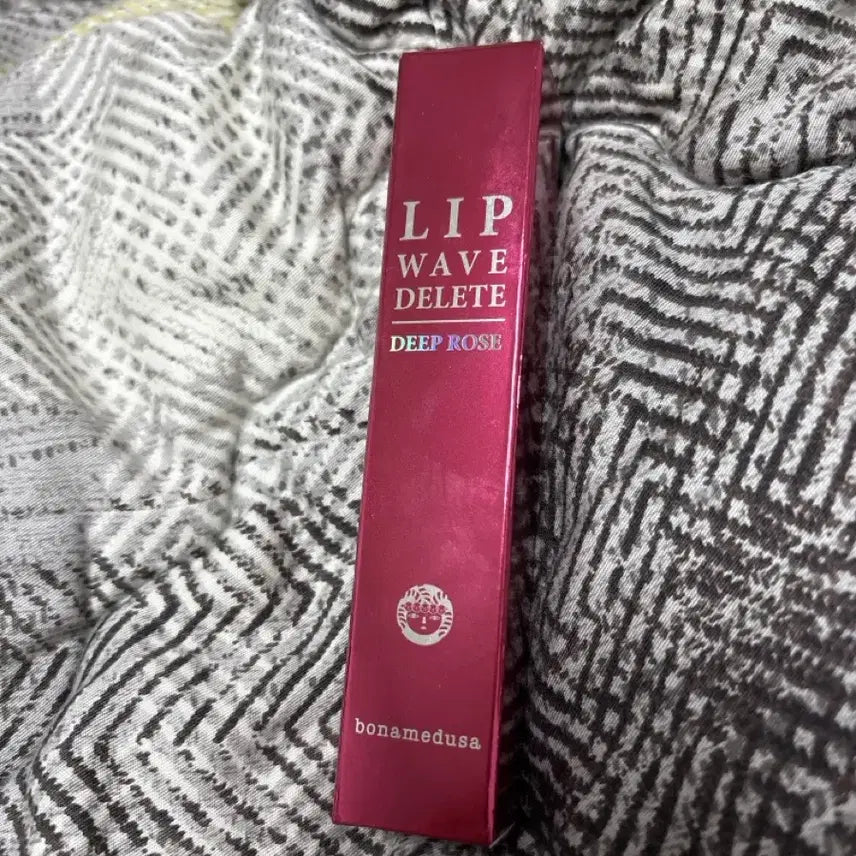 LIP
WAVE
DELETE
DEEP ROSE
bonamedusa